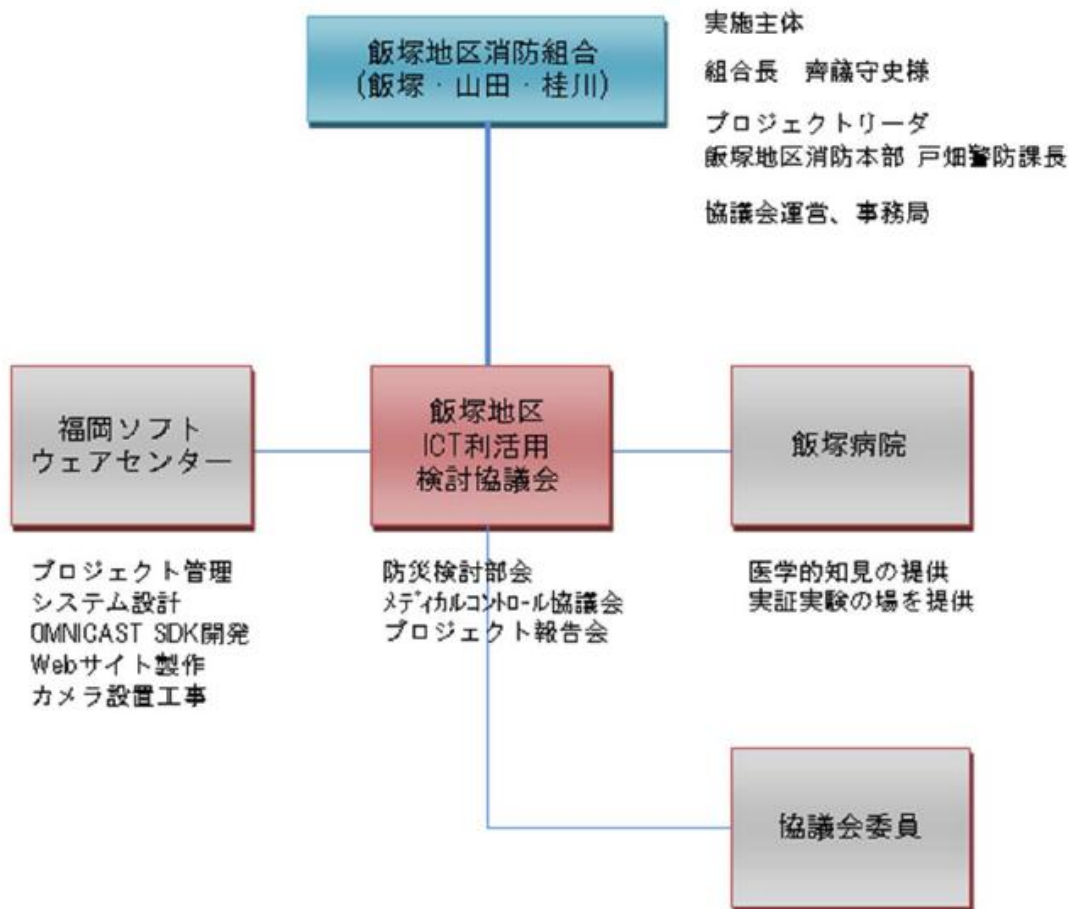 飯塚地区消防組合
(飯塚・山田・桂川)
実施主体
組合長　齊藤守史様
プロジェクトリーダ
飯塚地区消防本部 戸畑警防課長
協議会運営、事務局
福岡ソフト
ウェアセンター
飯塚地区
ICT利活用
検討協議会
飯塚病院
プロジェクト管理
システム設計
OMNICAST SDK開発
Webサイト製作
カメラ設置工事
防災検討部会
メディカルコントロール協議会
プロジェクト報告会
医学的知見の提供
実証実験の場を提供
協議会委員